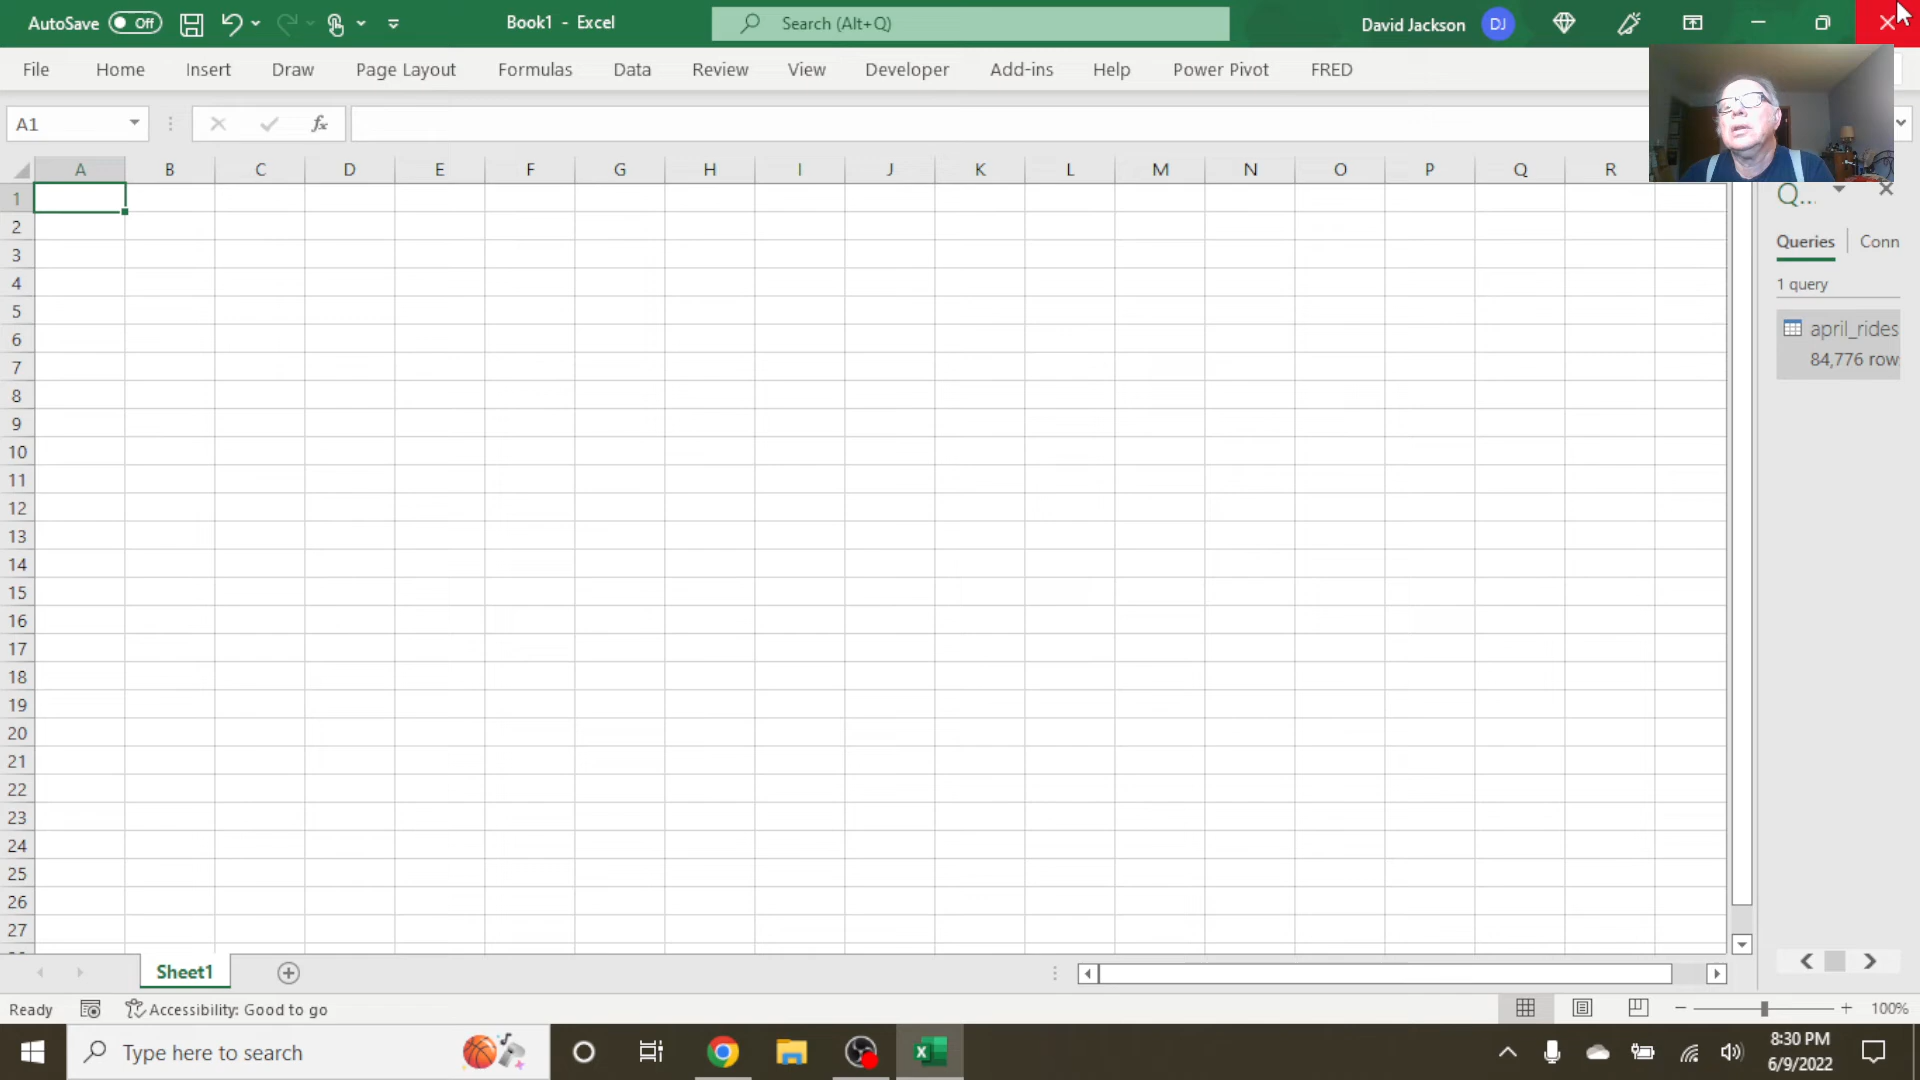 AutoSave Off Book1 - Excel Search (Alt+Q) David Jackson DJ
File Home Insert Draw Page Layout Formulas Data Review View Developer Add-ins Help Power Pivot FRED
A1 fx
A B C D E F G H I J K L M N O P Q R
Q...
Queries Conn
1 query
april_rides
84,776 row
1
2
3
4
5
6
7
8
9
10
11
12
13
14
15
16
17
18
19
20
21
22
23
24
25
26
27
Sheet1
Ready Accessibility: Good to go 100%
Type here to search
8:30 PM
6/9/2022